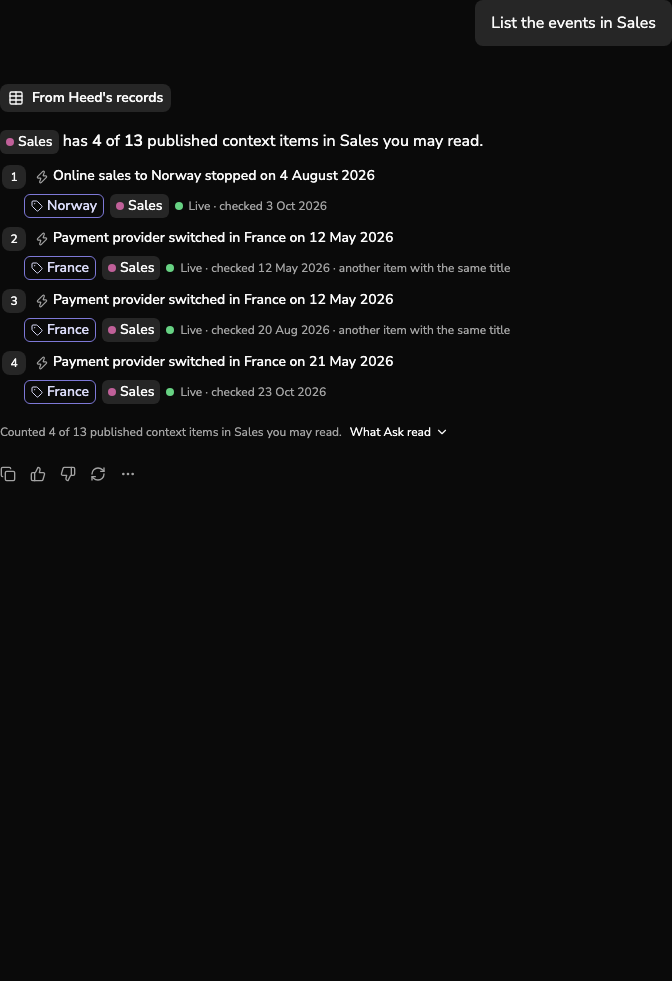 List the events in Sales
From Heed's records
Sales has 4 of 13 published context items in Sales you may read.
1 Online sales to Norway stopped on 4 August 2026
Norway Sales Live · checked 3 Oct 2026
2 Payment provider switched in France on 12 May 2026
France Sales Live · checked 12 May 2026 · another item with the same title
3 Payment provider switched in France on 12 May 2026
France Sales Live · checked 20 Aug 2026 · another item with the same title
4 Payment provider switched in France on 21 May 2026
France Sales Live · checked 23 Oct 2026
Counted 4 of 13 published context items in Sales you may read. What Ask read